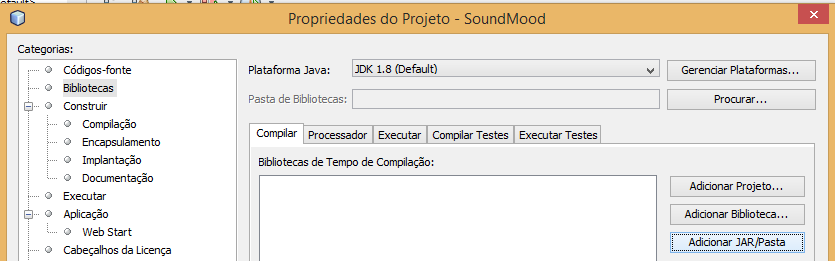 efault>
Propriedades do Projeto - SoundMood
Categorias:
Códigos-fonte
Bibliotecas
Construir
Compilação
Encapsulamento
Implantação
Documentação
Executar
Aplicação
Web Start
Cabeçalhos da Licença
Plataforma Java:
JDK 1.8 (Default)
Gerenciar Plataformas...
Pasta de Bibliotecas:
Procurar...
Compilar Processador Executar Compilar Testes Executar Testes
Bibliotecas de Tempo de Compilação:
Adicionar Projeto...
Adicionar Biblioteca...
Adicionar JAR/Pasta